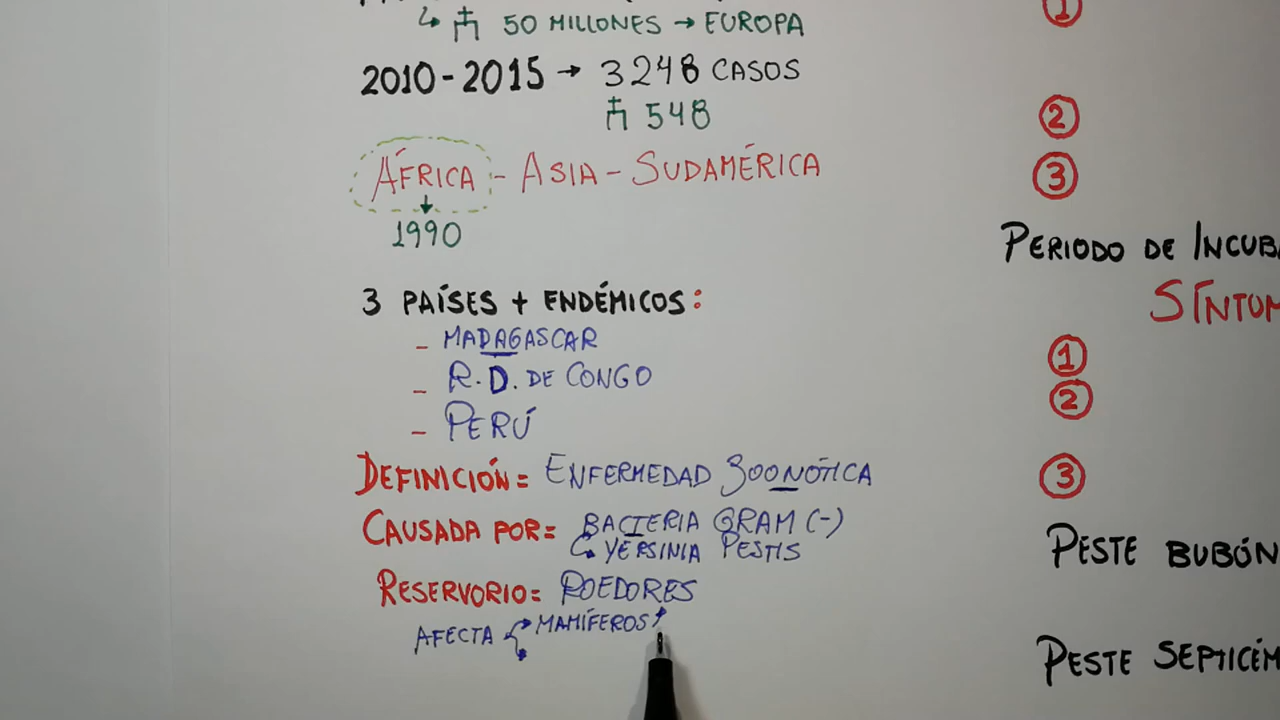 50 MILLONES → EUROPA
2010-2015 → 3248 CASOS
548
ÁFRICA - ASIA - SUDAMÉRICA
1990
3 PAÍSES + ENDÉMICOS:
- MADAGASCAR
- R.D. DE CONGO
- PERÚ
DEFINICIÓN= ENFERMEDAD ZOONÓTICA
CAUSADA POR= BACTERIA GRAM (-)
YERSINIA PESTIS
RESERVORIO= ROEDORES
AFECTA MAMÍFEROS
1
2
3
PERIODO DE INCUB
SÍNTOM
1
2
3
PESTE BUBÓN
PESTE SEPTICÉM